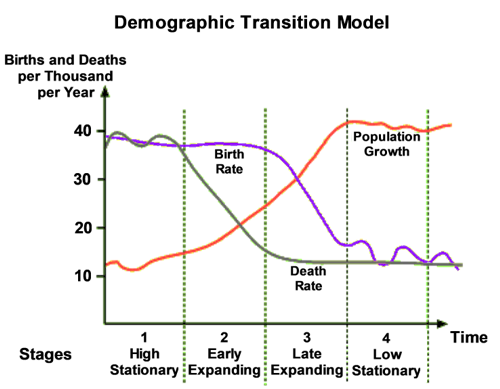 Demographic Transition Model
Births and Deaths
per Thousand
per Year
40
30
20
10
Birth
Rate
Population
Growth
Death
Rate
Time
Stages
1
High
Stationary
2
Early
Expanding
3
Late
Expanding
4
Low
Stationary